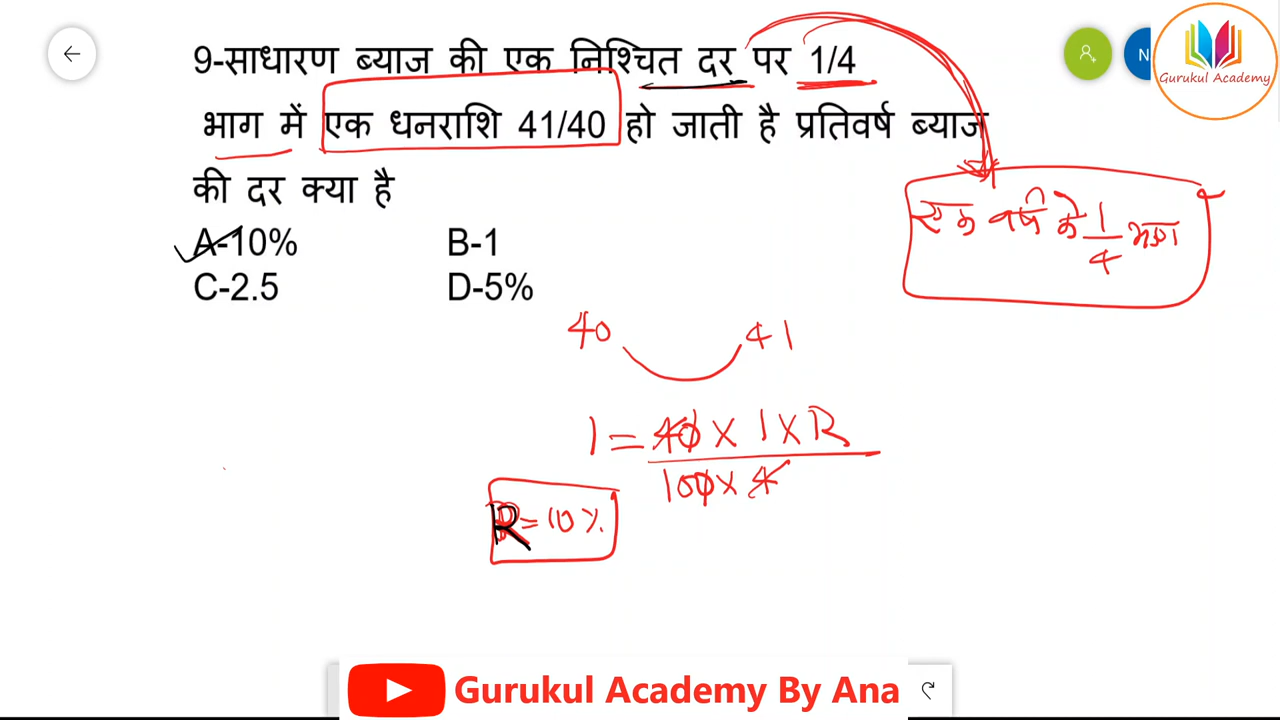 9-साधारण ब्याज की एक निश्चित दर पर 1/4
भाग में एक धनराशि 41/40 हो जाती है प्रतिवर्ष ब्याज
की दर क्या है
A-10% B-1
C-2.5 D-5%
एक वर्ष के 1/4 भाग
40 41
1 = 40 × 1 × R
100 × 4
R = 10%
N
Gurukul Academy
Gurukul Academy By Ana